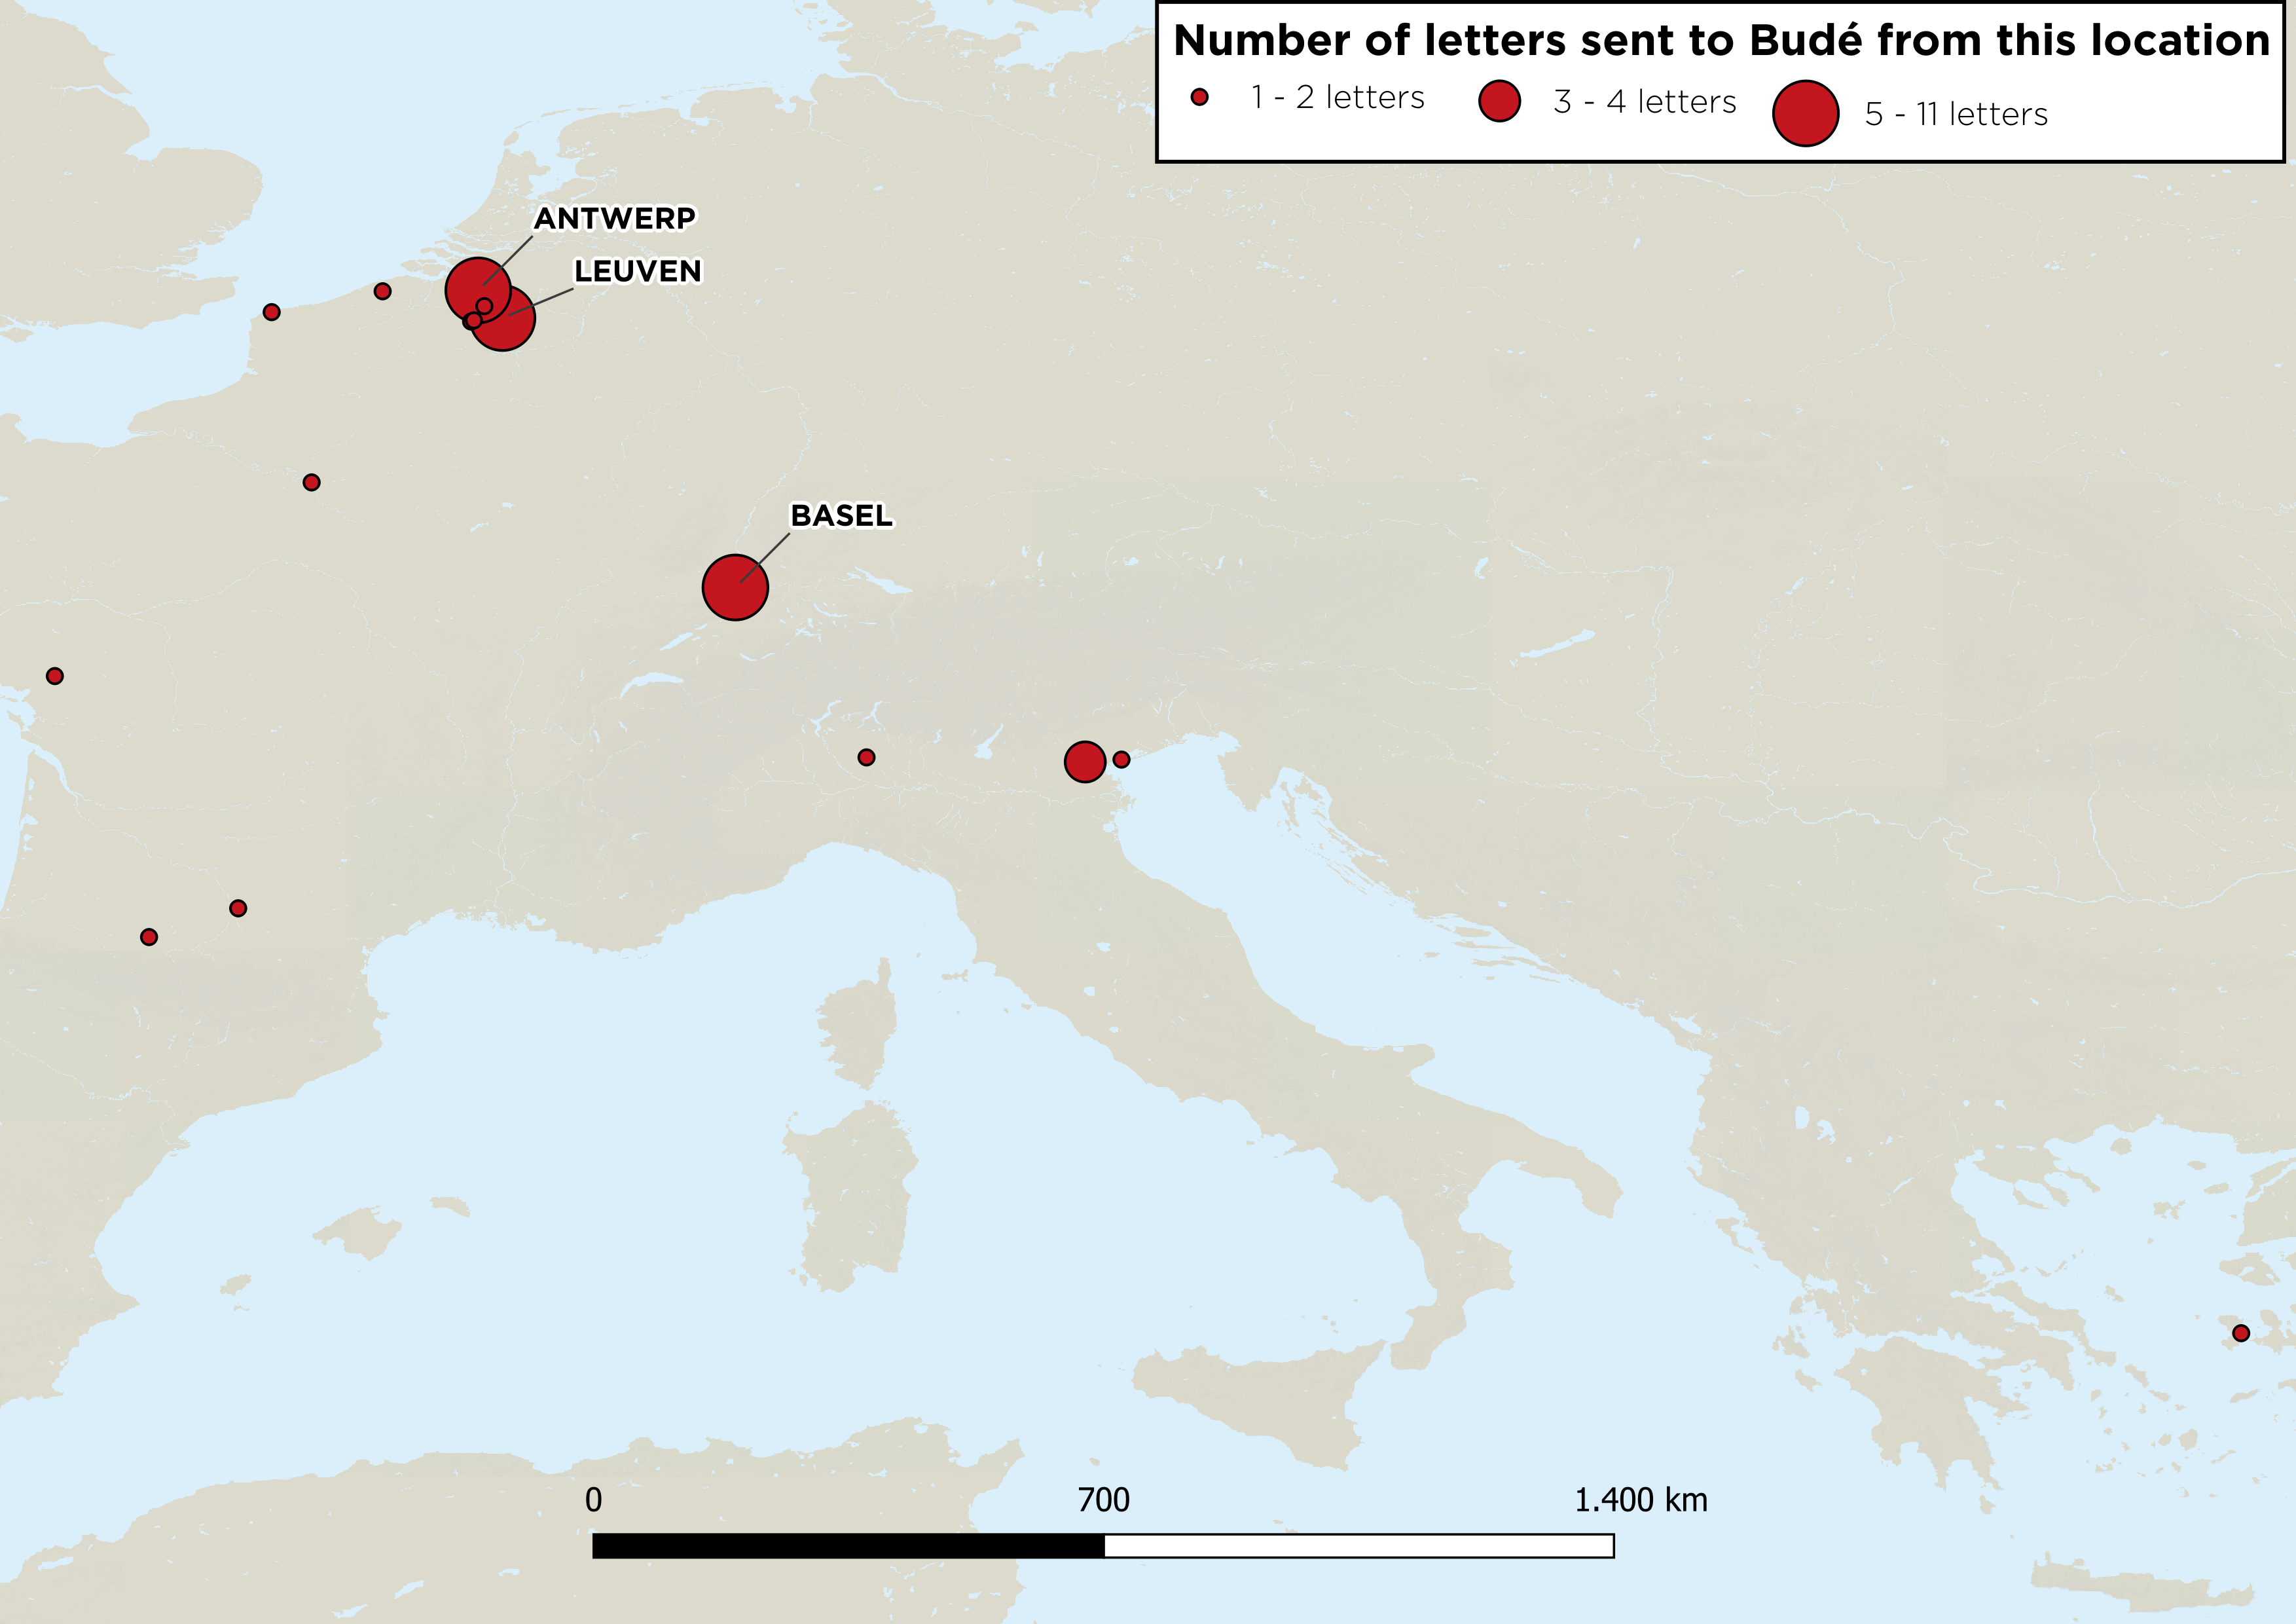 Number of letters sent to Budé from this location
1 - 2 letters 3 - 4 letters 5 - 11 letters
ANTWERP
LEUVEN
BASEL
0 700 1.400 km